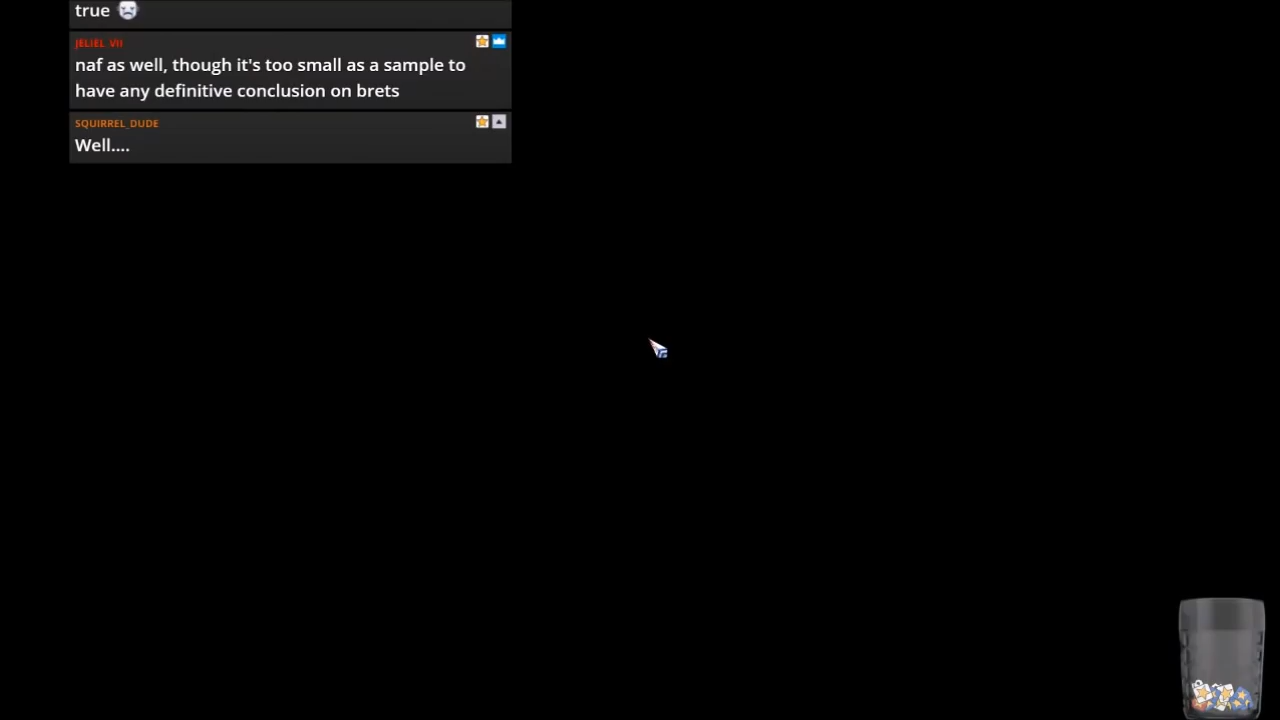 true
JELIEL_VII
naf as well, though it's too small as a sample to
have any definitive conclusion on brets
SQUIRREL_DUDE
Well....